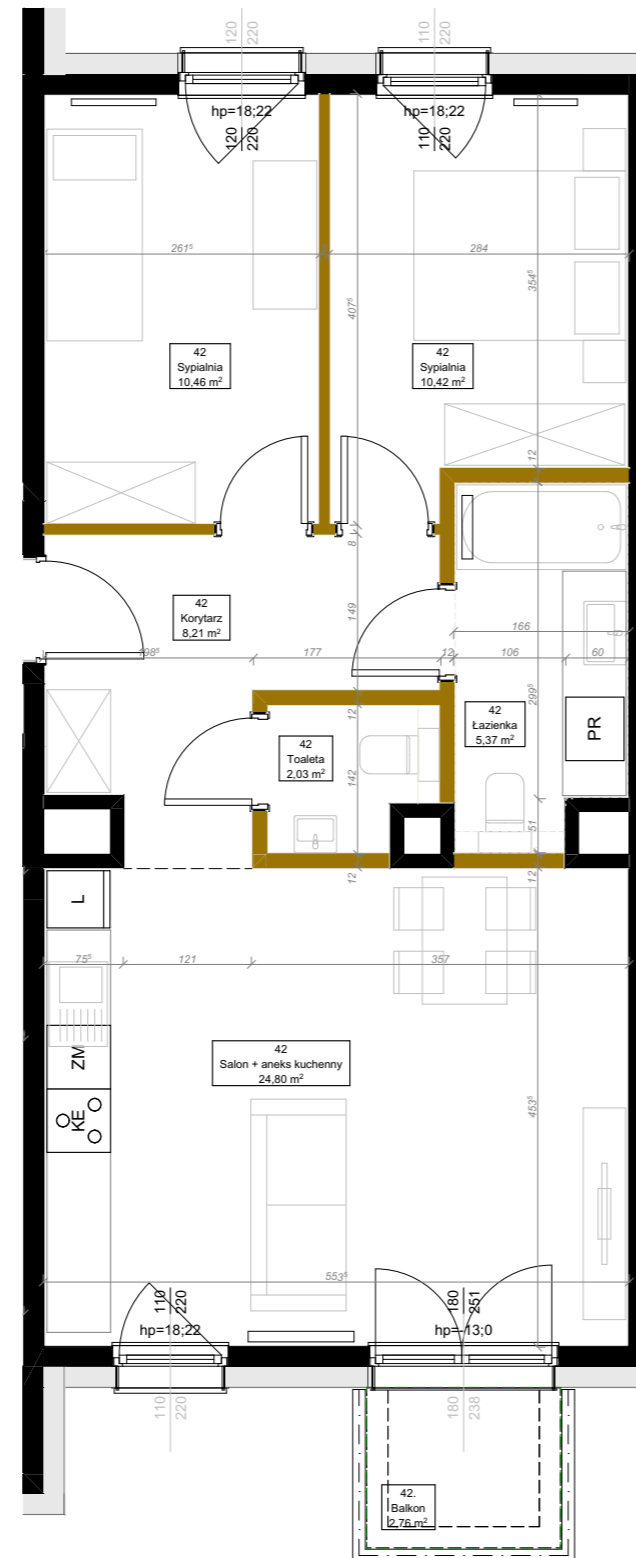 120
220
110
220
hp=18;22
120
220
hp=18;22
110
220
261⁵
284
407⁵
354⁵
42
Sypialnia
10,46 m²
42
Sypialnia
10,42 m²
12
8
149
42
Korytarz
8,21 m²
198⁵
177
12
166
106
60
299⁵
42
Łazienka
5,37 m²
PR
12
42
Toaleta
2,03 m²
142
51
12
12
L
75⁵
121
357
ZM
42
Salon + aneks kuchenny
24,80 m²
KE
453⁵
553⁵
110
220
hp=18;22
180
251
hp=-13;0
110
220
180
238
42.
Balkon
2,76 m²